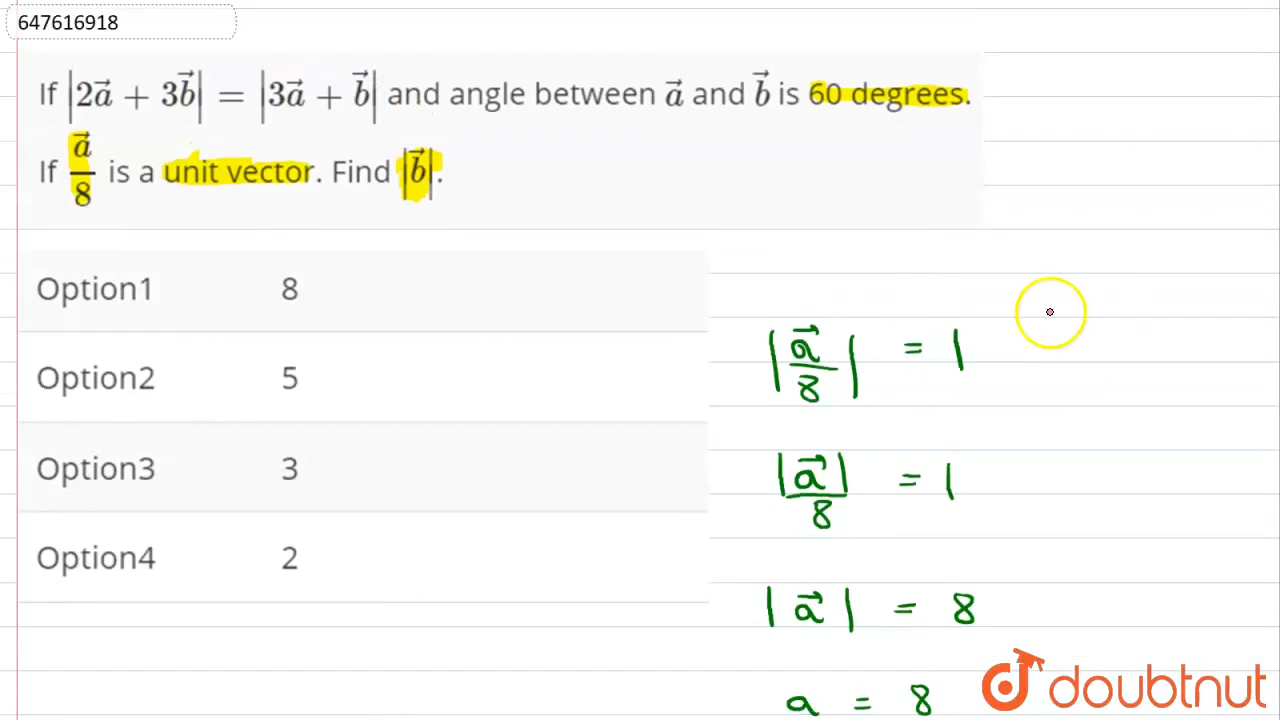 647616918
If |2a⃗ + 3b⃗| = |3a⃗ + b⃗| and angle between a⃗ and b⃗ is 60 degrees.
If a⃗/8 is a unit vector. Find |b⃗|.
Option1 8
Option2 5
Option3 3
Option4 2
|a⃗/8| = 1
|a⃗|/8 = 1
|a⃗| = 8
a = 8
doubtnut